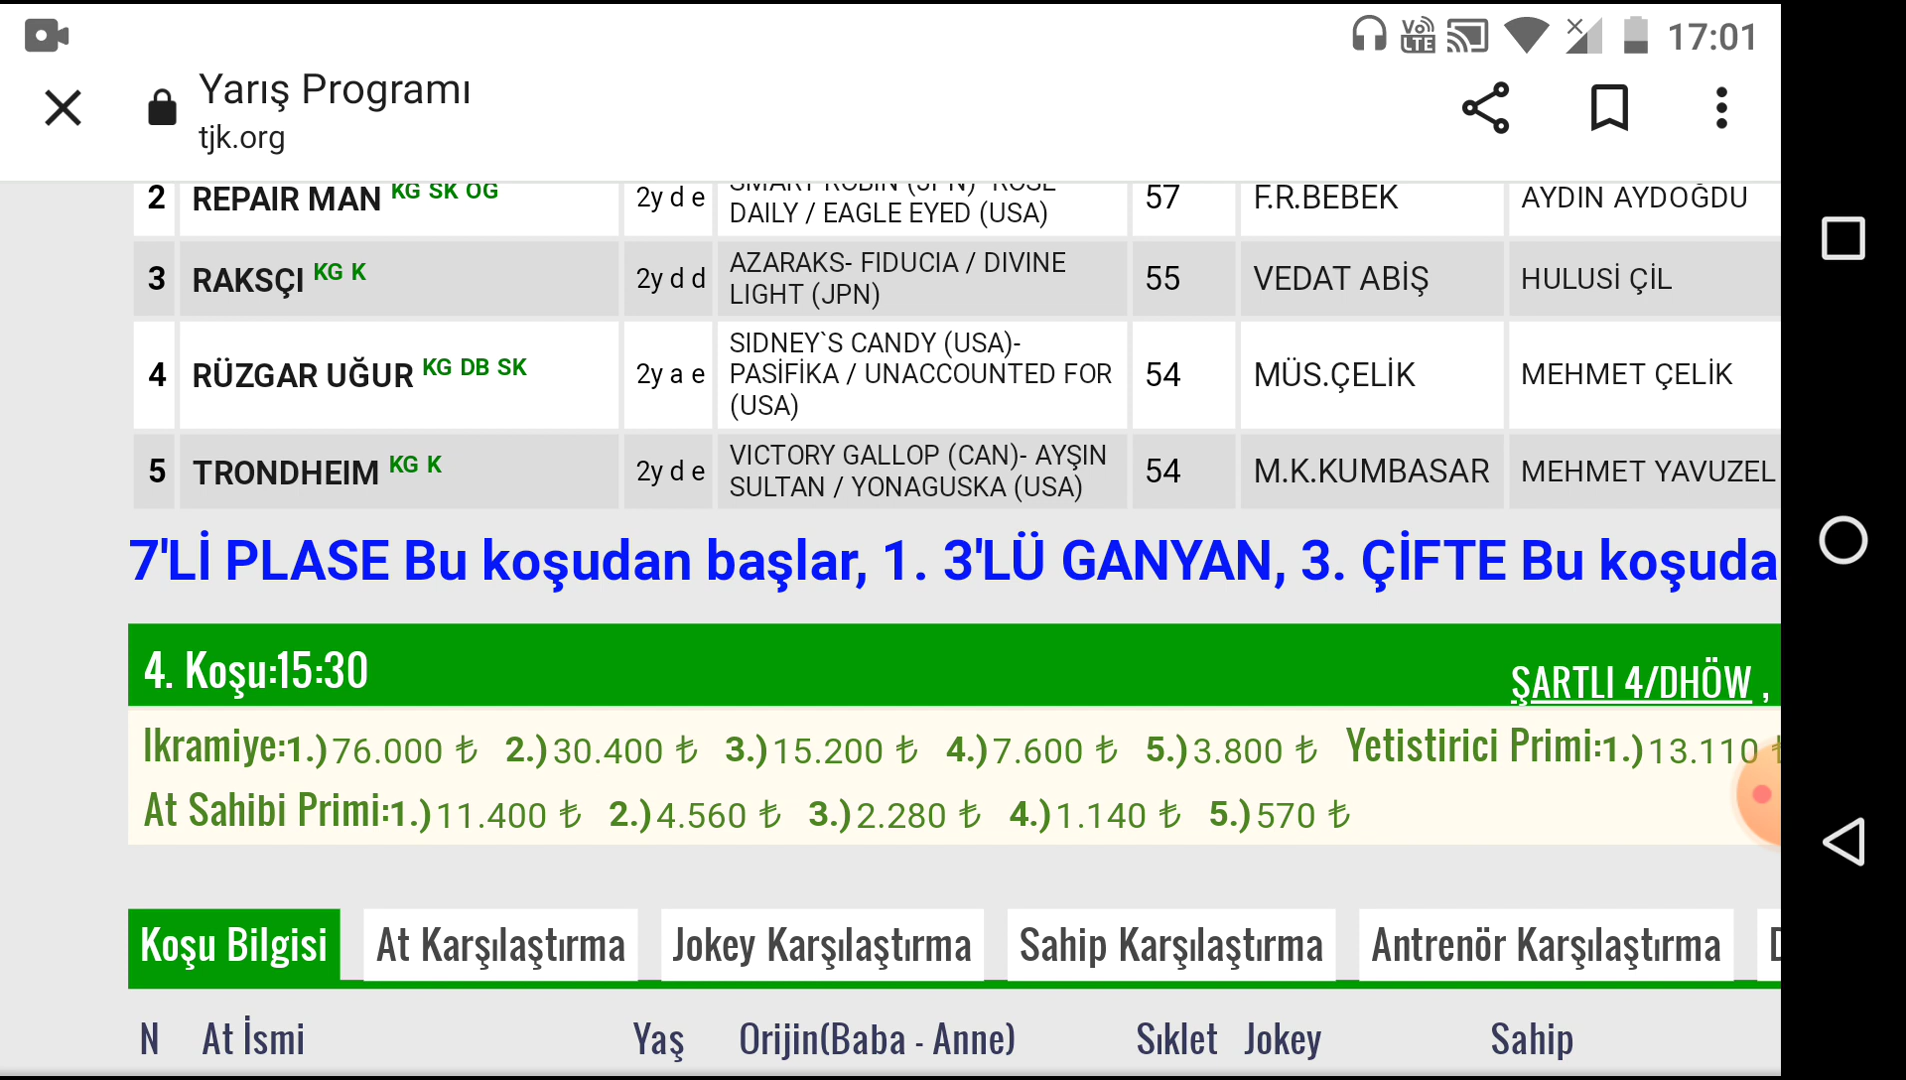 17:01
Yarış Programı
tjk.org
2 REPAIR MAN KG SK OG 2y d e SMART ROBIN (JPN)- ROSE DAILY / EAGLE EYED (USA) 57 F.R.BEBEK AYDIN AYDOĞDU
3 RAKSÇI KG K 2y d d AZARAKS- FIDUCIA / DIVINE LIGHT (JPN) 55 VEDAT ABİŞ HULUSİ ÇİL
4 RÜZGAR UĞUR KG DB SK 2y a e SIDNEY`S CANDY (USA)- PASİFİKA / UNACCOUNTED FOR (USA) 54 MÜS.ÇELİK MEHMET ÇELİK
5 TRONDHEIM KG K 2y d e VICTORY GALLOP (CAN)- AYŞIN SULTAN / YONAGUSKA (USA) 54 M.K.KUMBASAR MEHMET YAVUZEL
7'Lİ PLASE Bu koşudan başlar, 1. 3'LÜ GANYAN, 3. ÇİFTE Bu koşuda
4. Koşu:15:30 ŞARTLI 4/DHÖW ,
Ikramiye:1.)76.000 ₺ 2.)30.400 ₺ 3.)15.200 ₺ 4.)7.600 ₺ 5.)3.800 ₺ Yetistirici Primi:1.)13.110 ₺
At Sahibi Primi:1.)11.400 ₺ 2.)4.560 ₺ 3.)2.280 ₺ 4.)1.140 ₺ 5.)570 ₺
Koşu Bilgisi At Karşılaştırma Jokey Karşılaştırma Sahip Karşılaştırma Antrenör Karşılaştırma
N At İsmi Yaş Orijin(Baba - Anne) Sıklet Jokey Sahip